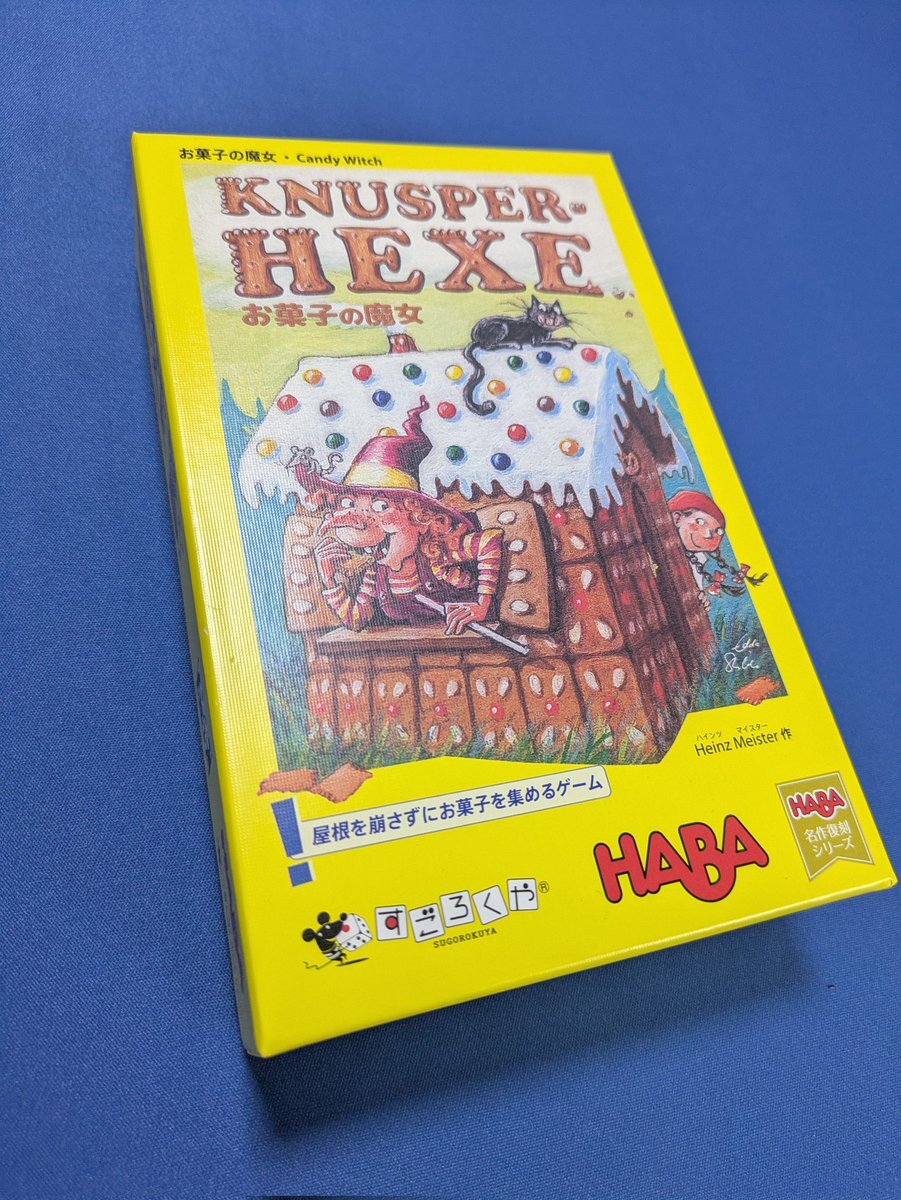 お菓子の魔女・Candy Witch
KNUSPER-
HEXE
お菓子の魔女
ハインツ マイスター
Heinz Meister 作
屋根を崩さずにお菓子を集めるゲーム
HABA
HABA
名作復刻
シリーズ
すごろくや®
SUGOROKUYA